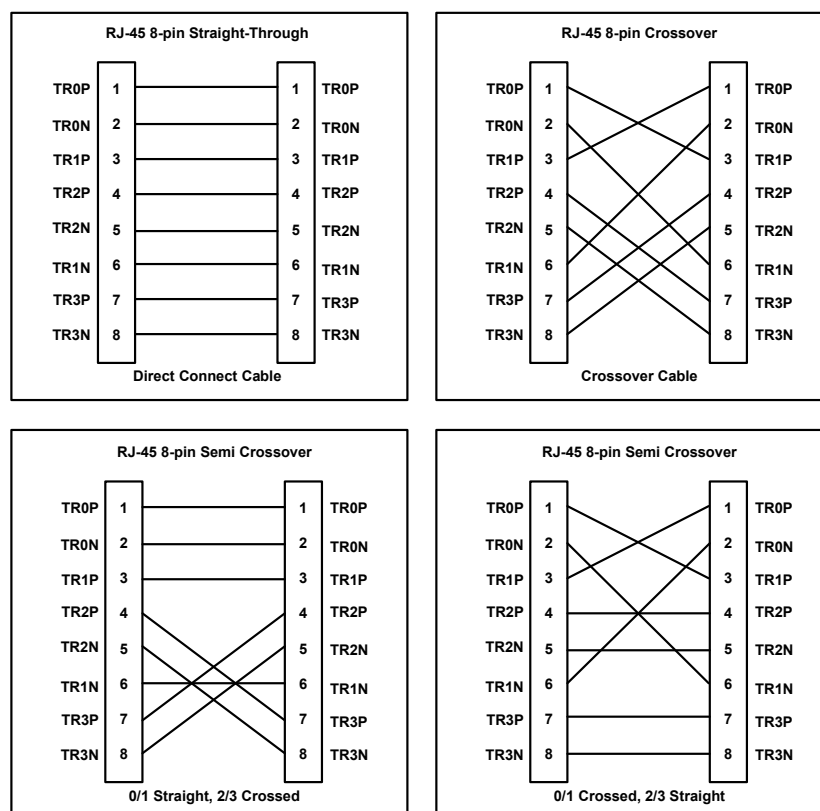 RJ-45 8-pin Straight-Through
TR0P 1 1 TR0P
TR0N 2 2 TR0N
TR1P 3 3 TR1P
TR2P 4 4 TR2P
TR2N 5 5 TR2N
TR1N 6 6 TR1N
TR3P 7 7 TR3P
TR3N 8 8 TR3N
Direct Connect Cable
RJ-45 8-pin Crossover
TR0P 1 1 TR0P
TR0N 2 2 TR0N
TR1P 3 3 TR1P
TR2P 4 4 TR2P
TR2N 5 5 TR2N
TR1N 6 6 TR1N
TR3P 7 7 TR3P
TR3N 8 8 TR3N
Crossover Cable
RJ-45 8-pin Semi Crossover
TR0P 1 1 TR0P
TR0N 2 2 TR0N
TR1P 3 3 TR1P
TR2P 4 4 TR2P
TR2N 5 5 TR2N
TR1N 6 6 TR1N
TR3P 7 7 TR3P
TR3N 8 8 TR3N
0/1 Straight, 2/3 Crossed
RJ-45 8-pin Semi Crossover
TR0P 1 1 TR0P
TR0N 2 2 TR0N
TR1P 3 3 TR1P
TR2P 4 4 TR2P
TR2N 5 5 TR2N
TR1N 6 6 TR1N
TR3P 7 7 TR3P
TR3N 8 8 TR3N
0/1 Crossed, 2/3 Straight